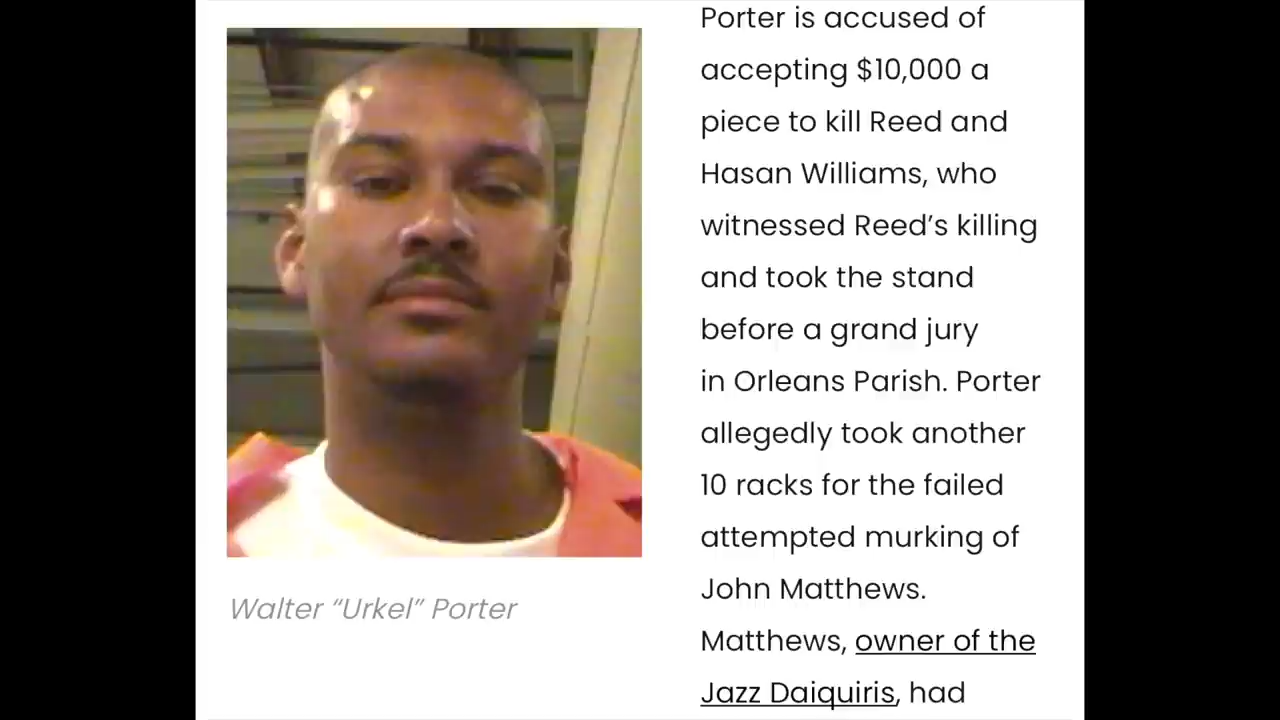 Porter is accused of
accepting $10,000 a
piece to kill Reed and
Hasan Williams, who
witnessed Reed’s killing
and took the stand
before a grand jury
in Orleans Parish. Porter
allegedly took another
10 racks for the failed
attempted murking of
John Matthews.
Matthews, owner of the
Jazz Daiquiris, had
Walter “Urkel” Porter